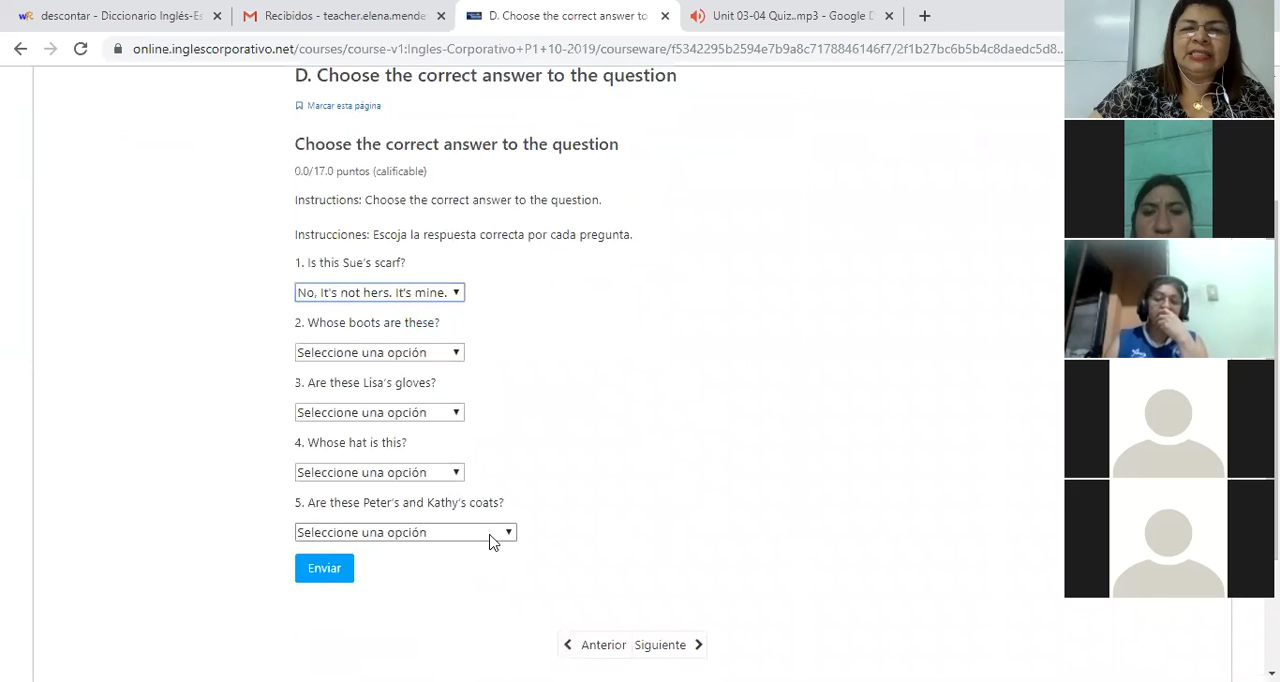 descontar - Diccionario Inglés-Es
Recibidos - teacher.elena.mende
D. Choose the correct answer to
Unit 03-04 Quiz..mp3 - Google D
online.inglescorporativo.net/courses/course-v1:Ingles-Corporativo+P1+10-2019/courseware/f5342295b2594e7b9a8c7178846146f7/2f1b27bc6b5b4c8daedc5d8...
D. Choose the correct answer to the question
Marcar esta página
Choose the correct answer to the question
0.0/17.0 puntos (calificable)
Instructions: Choose the correct answer to the question.
Instrucciones: Escoja la respuesta correcta por cada pregunta.
1. Is this Sue's scarf?
No, It's not hers. It's mine.
2. Whose boots are these?
Seleccione una opción
3. Are these Lisa's gloves?
Seleccione una opción
4. Whose hat is this?
Seleccione una opción
5. Are these Peter's and Kathy's coats?
Seleccione una opción
Enviar
Anterior Siguiente